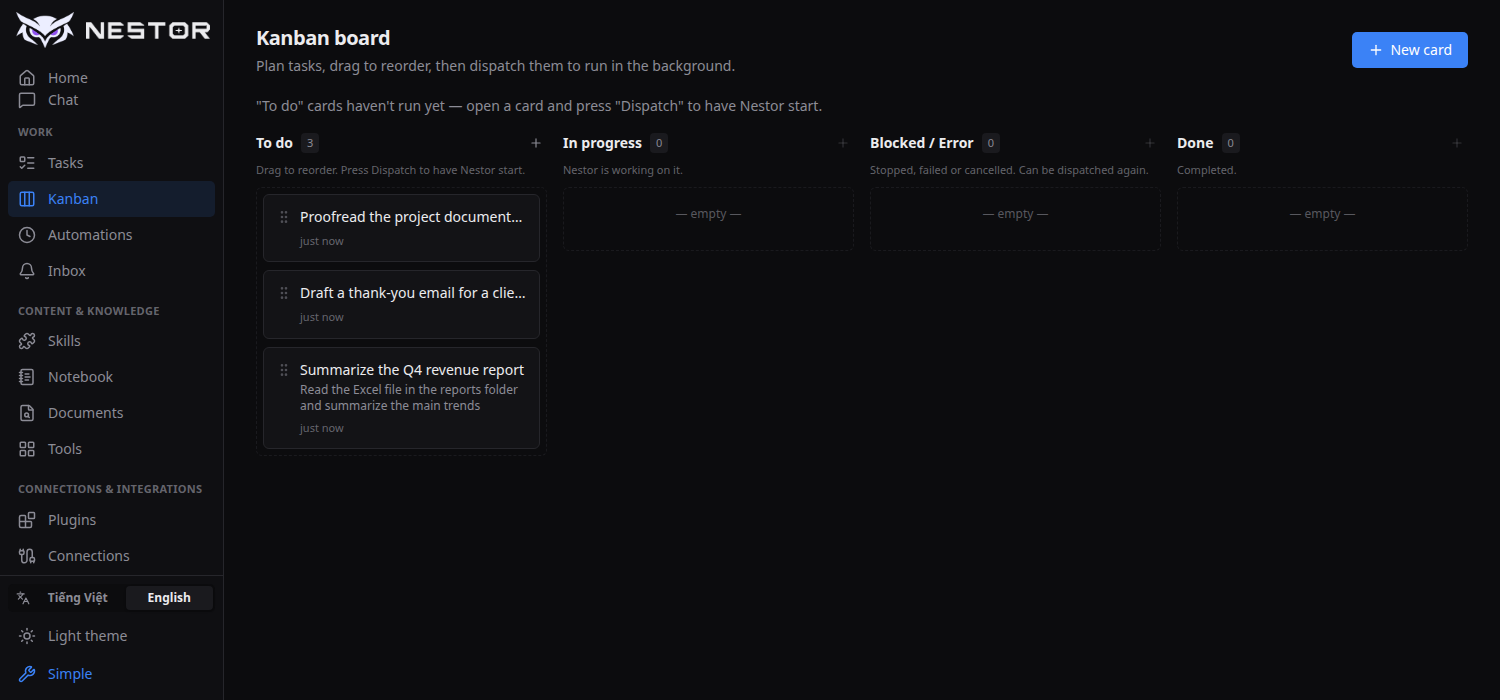 NESTOR
Home
Chat
WORK
Tasks
Kanban
Automations
Inbox
CONTENT & KNOWLEDGE
Skills
Notebook
Documents
Tools
CONNECTIONS & INTEGRATIONS
Plugins
Connections
Tiếng Việt
English
Light theme
Simple
Kanban board
Plan tasks, drag to reorder, then dispatch them to run in the background.
New card
"To do" cards haven't run yet — open a card and press "Dispatch" to have Nestor start.
To do 3
Drag to reorder. Press Dispatch to have Nestor start.
Proofread the project document...
just now
Draft a thank-you email for a clie...
just now
Summarize the Q4 revenue report
Read the Excel file in the reports folder
and summarize the main trends
just now
In progress 0
Nestor is working on it.
— empty —
Blocked / Error 0
Stopped, failed or cancelled. Can be dispatched again.
— empty —
Done 0
Completed.
— empty —